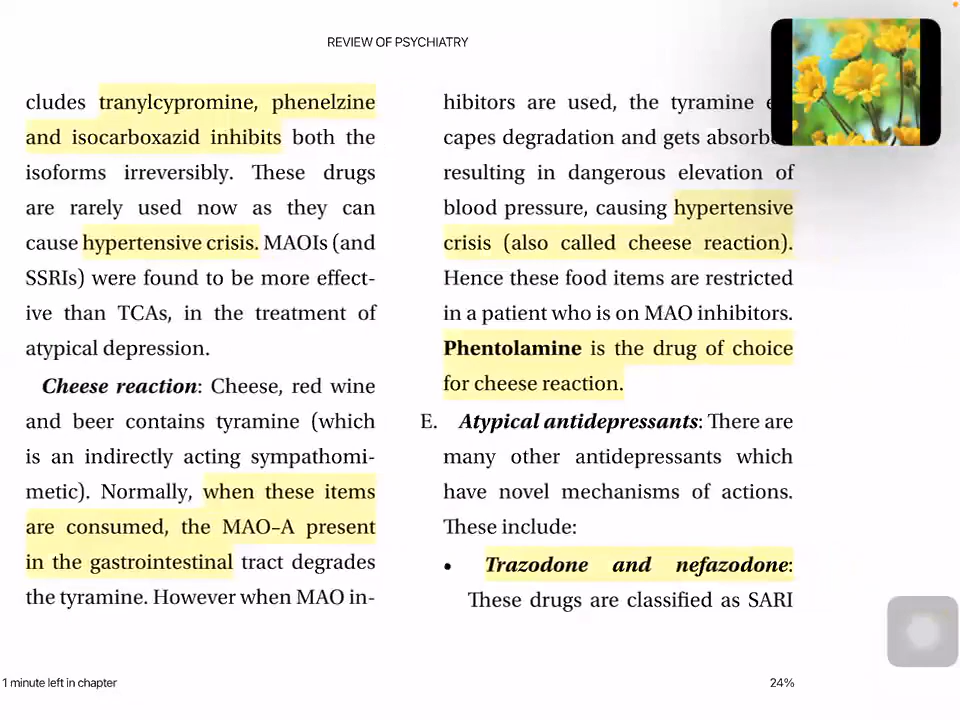 REVIEW OF PSYCHIATRY
cludes tranylcypromine, phenelzine
and isocarboxazid inhibits both the
isoforms irreversibly. These drugs
are rarely used now as they can
cause hypertensive crisis. MAOIs (and
SSRIs) were found to be more effect-
ive than TCAs, in the treatment of
atypical depression.
Cheese reaction: Cheese, red wine
and beer contains tyramine (which
is an indirectly acting sympathomi-
metic). Normally, when these items
are consumed, the MAO-A present
in the gastrointestinal tract degrades
the tyramine. However when MAO in-
hibitors are used, the tyramine
capes degradation and gets
resulting in dangerous elevation of
blood pressure, causing hypertensive
crisis (also called cheese reaction).
Hence these food items are restricted
in a patient who is on MAO inhibitors.
Phentolamine is the drug of choice
for cheese reaction.
E. Atypical antidepressants: There are
many other antidepressants which
have novel mechanisms of actions.
These include:
• Trazodone and nefazodone:
These drugs are classified as SARI
1 minute left in chapter
24%